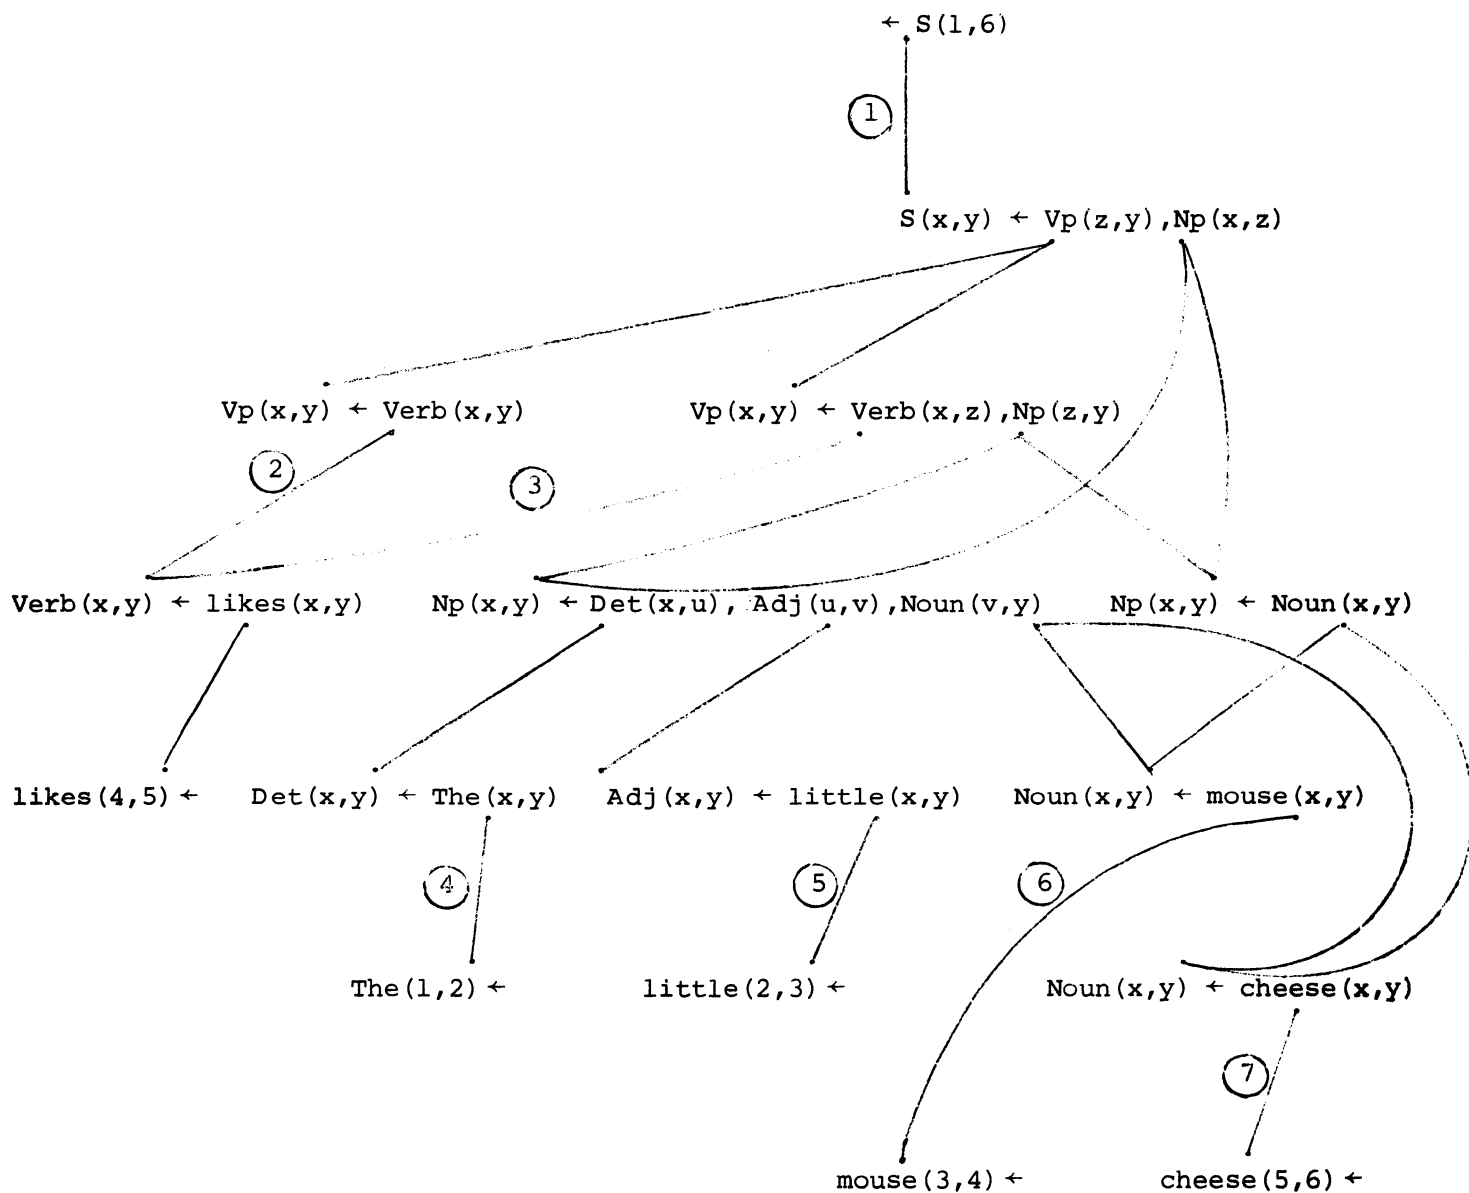 ← S(1,6)
1
S(x,y) ← Vp(z,y),Np(x,z)
Vp(x,y) ← Verb(x,y) Vp(x,y) ← Verb(x,z),Np(z,y)
2 3
Verb(x,y) ← likes(x,y) Np(x,y) ← Det(x,u), Adj(u,v),Noun(v,y) Np(x,y) ← Noun(x,y)
likes(4,5) ← Det(x,y) ← The(x,y) Adj(x,y) ← little(x,y) Noun(x,y) ← mouse(x,y)
4 5 6
The(1,2) ← little(2,3) ← Noun(x,y) ← cheese(x,y)
7
mouse(3,4) ← cheese(5,6) ←